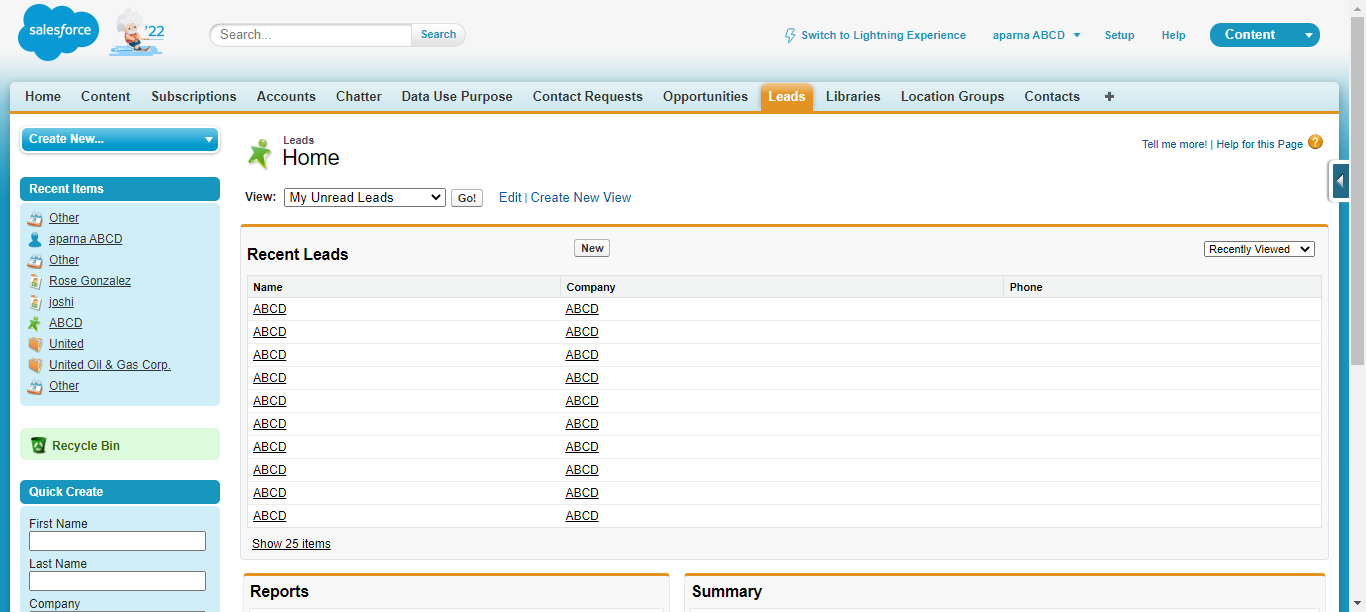 salesforce
'22
Search...
Search
Switch to Lightning Experience
aparna ABCD
Setup
Help
Content
Home Content Subscriptions Accounts Chatter Data Use Purpose Contact Requests Opportunities Leads Libraries Location Groups Contacts +
Create New...
Recent Items
Other
aparna ABCD
Other
Rose Gonzalez
joshi
ABCD
United
United Oil & Gas Corp.
Other
Recycle Bin
Quick Create
First Name
Last Name
Company
Leads
Home
Tell me more! | Help for this Page ?
View: My Unread Leads Go! Edit | Create New View
Recent Leads New Recently Viewed
Name Company Phone
ABCD ABCD
ABCD ABCD
ABCD ABCD
ABCD ABCD
ABCD ABCD
ABCD ABCD
ABCD ABCD
ABCD ABCD
ABCD ABCD
ABCD ABCD
Show 25 items
Reports
Summary